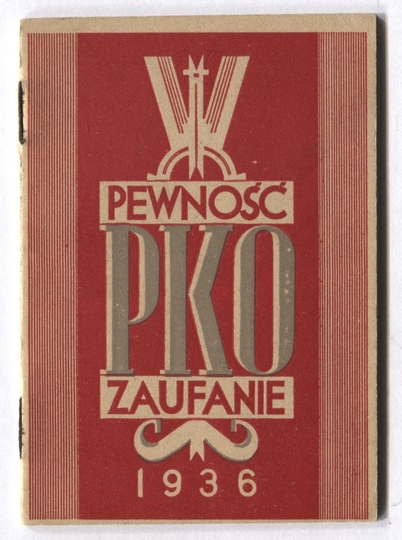 PEWNOŚĆ
PKO
ZAUFANIE
1936